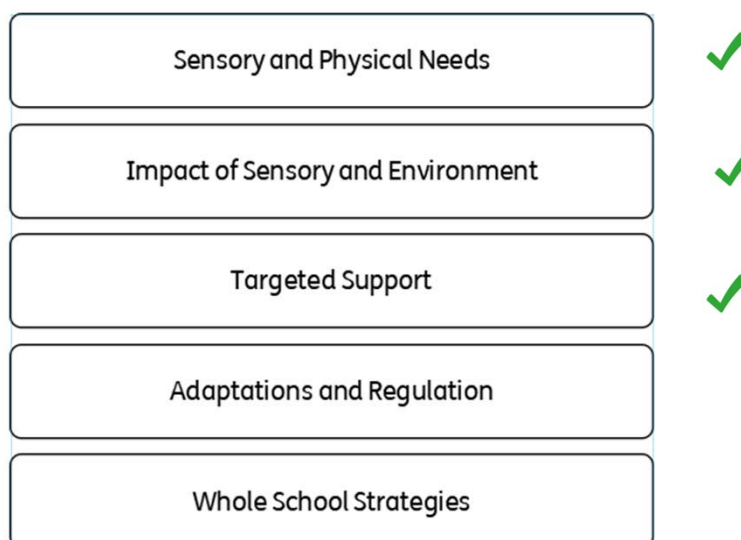 Sensory and Physical Needs
Impact of Sensory and Environment
Targeted Support
Adaptations and Regulation
Whole School Strategies